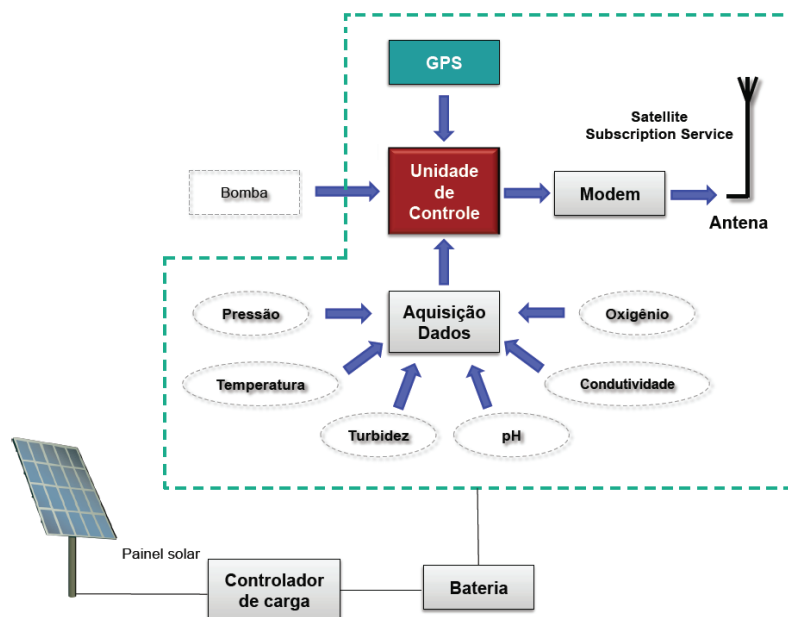 GPS
Satellite
Subscription Service
Bomba
Unidade
de
Controle
Modem
Antena
Pressão
Aquisição
Dados
Oxigênio
Temperatura
Condutividade
Turbidez
pH
Painel solar
Controlador
de carga
Bateria